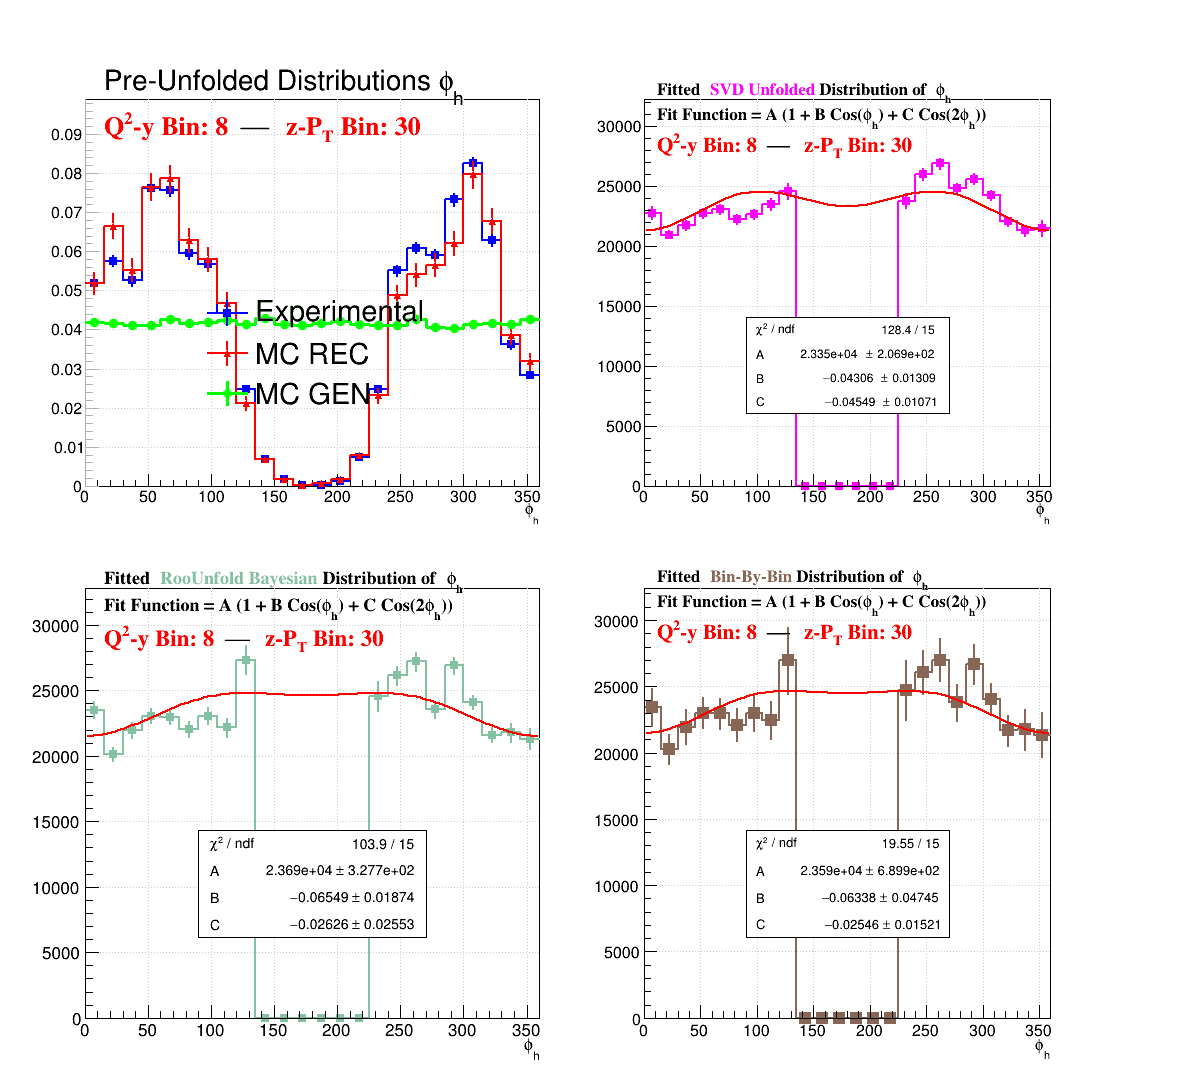 Pre-Unfolded Distributions ϕh
Q2-y Bin: 8 — z-PT Bin: 30
0.09
0.08
0.07
0.06
0.05
0.04
0.03
0.02
0.01
0
Experimental
MC REC
MC GEN
0 50 100 150 200 250 300 350
ϕh
Fitted SVD Unfolded Distribution of ϕh
Fit Function = A (1 + B Cos(ϕh) + C Cos(2ϕh))
Q2-y Bin: 8 — z-PT Bin: 30
30000
25000
20000
15000
10000
5000
0
χ2 / ndf 128.4 / 15
A 2.335e+04 ± 2.069e+02
B −0.04306 ± 0.01309
C −0.04549 ± 0.01071
0 50 100 150 200 250 300 350
ϕh
Fitted RooUnfold Bayesian Distribution of ϕh
Fit Function = A (1 + B Cos(ϕh) + C Cos(2ϕh))
Q2-y Bin: 8 — z-PT Bin: 30
30000
25000
20000
15000
10000
5000
0
χ2 / ndf 103.9 / 15
A 2.369e+04 ± 3.277e+02
B −0.06549 ± 0.01874
C −0.02626 ± 0.02553
0 50 100 150 200 250 300 350
ϕh
Fitted Bin-By-Bin Distribution of ϕh
Fit Function = A (1 + B Cos(ϕh) + C Cos(2ϕh))
Q2-y Bin: 8 — z-PT Bin: 30
30000
25000
20000
15000
10000
5000
0
χ2 / ndf 19.55 / 15
A 2.359e+04 ± 6.899e+02
B −0.06338 ± 0.04745
C −0.02546 ± 0.01521
0 50 100 150 200 250 300 350
ϕh